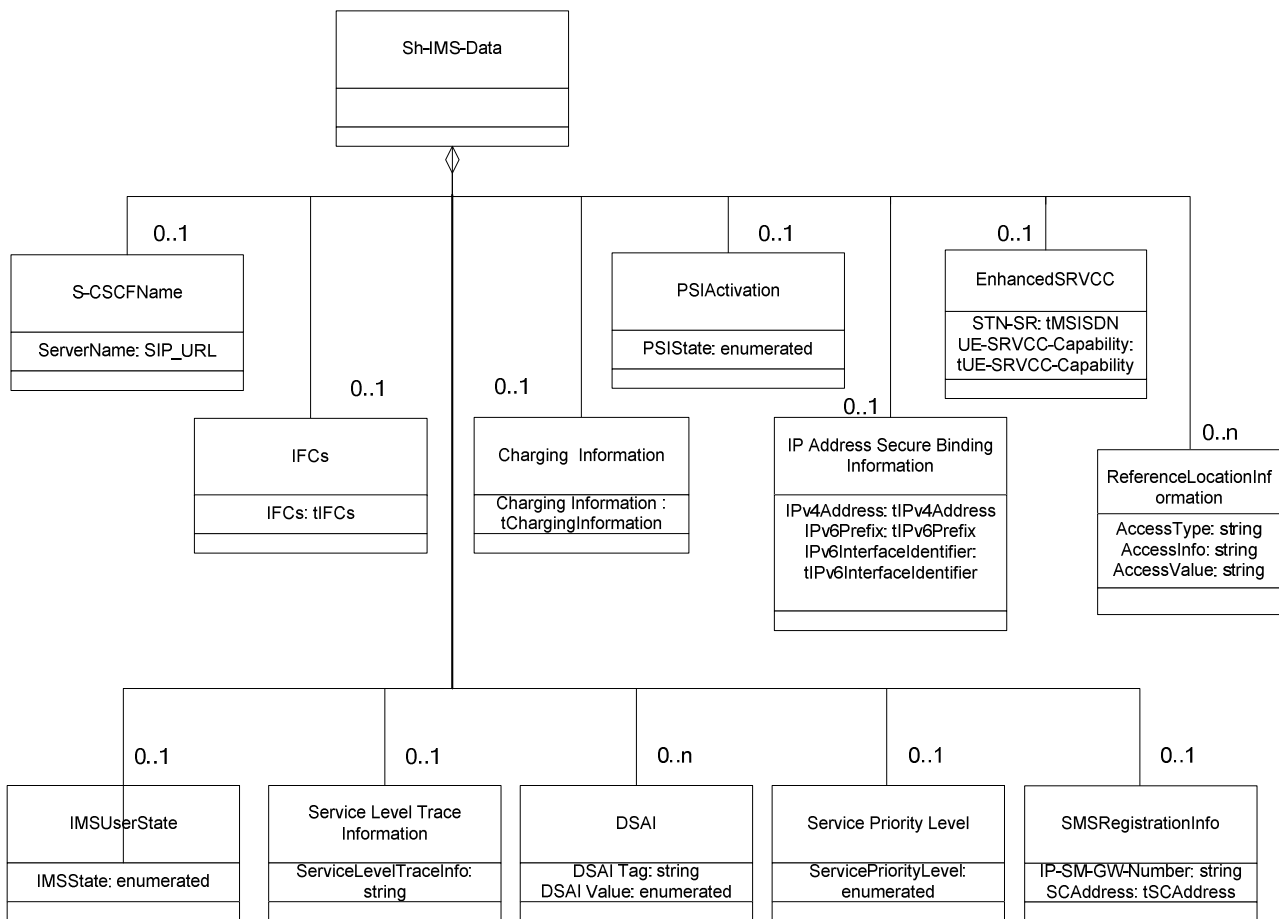 Sh-IMS-Data
0..1
S-CSCFName
ServerName: SIP_URL
0..1
IFCs
IFCs: tIFCs
0..1
Charging Information
Charging Information :
tChargingInformation
0..1
PSIActivation
PSIState: enumerated
0..1
IP Address Secure Binding
Information
IPv4Address: tIPv4Address
IPv6Prefix: tIPv6Prefix
IPv6InterfaceIdentifier:
tIPv6InterfaceIdentifier
0..1
EnhancedSRVCC
STN-SR: tMSISDN
UE-SRVCC-Capability:
tUE-SRVCC-Capability
0..n
ReferenceLocationInf
ormation
AccessType: string
AccessInfo: string
AccessValue: string
0..1
IMSUserState
IMSState: enumerated
0..1
Service Level Trace
Information
ServiceLevelTraceInfo:
string
0..n
DSAI
DSAI Tag: string
DSAI Value: enumerated
0..1
Service Priority Level
ServicePriorityLevel:
enumerated
0..1
SMSRegistrationInfo
IP-SM-GW-Number: string
SCAddress: tSCAddress